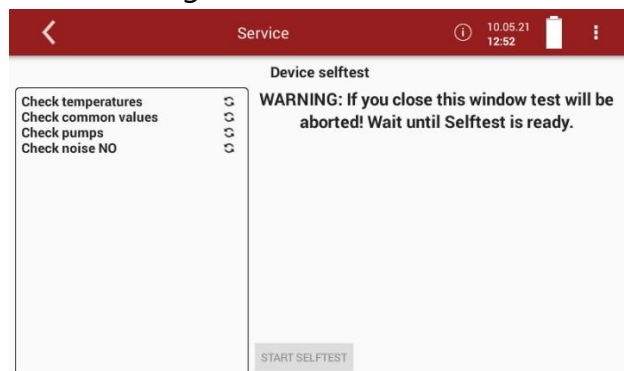 Service
10.05.21
12:52
Device selftest
Check temperatures
Check common values
Check pumps
Check noise NO
WARNING: If you close this window test will be
aborted! Wait until Selftest is ready.
START SELFTEST